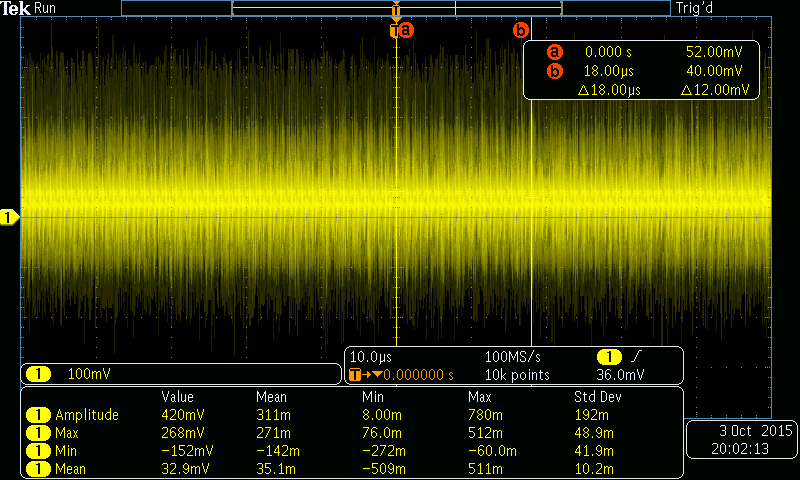 Tek Run Trig'd
T
T a b
a 0.000 s 52.00mV
b 18.00µs 40.00mV
△18.00µs △12.00mV
1
10.0µs 100MS/s 1 ∫
1 100mV T→▼0.000000 s 10k points 36.0mV
Value Mean Min Max Std Dev
1 Amplitude 420mV 311m 8.00m 780m 192m
1 Max 268mV 271m 76.0m 512m 48.9m
1 Min −152mV −142m −272m −60.0m 41.9m
1 Mean 32.9mV 35.1m −509m 511m 10.2m
3 Oct 2015
20:02:13